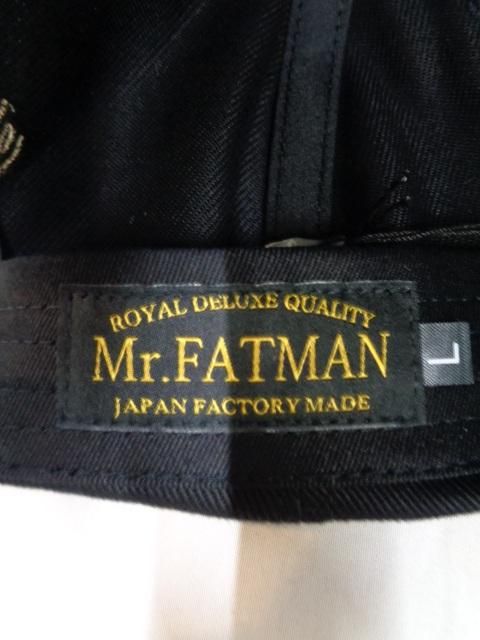 ROYAL DELUXE QUALITY
Mr.FATMAN
JAPAN FACTORY MADE
L